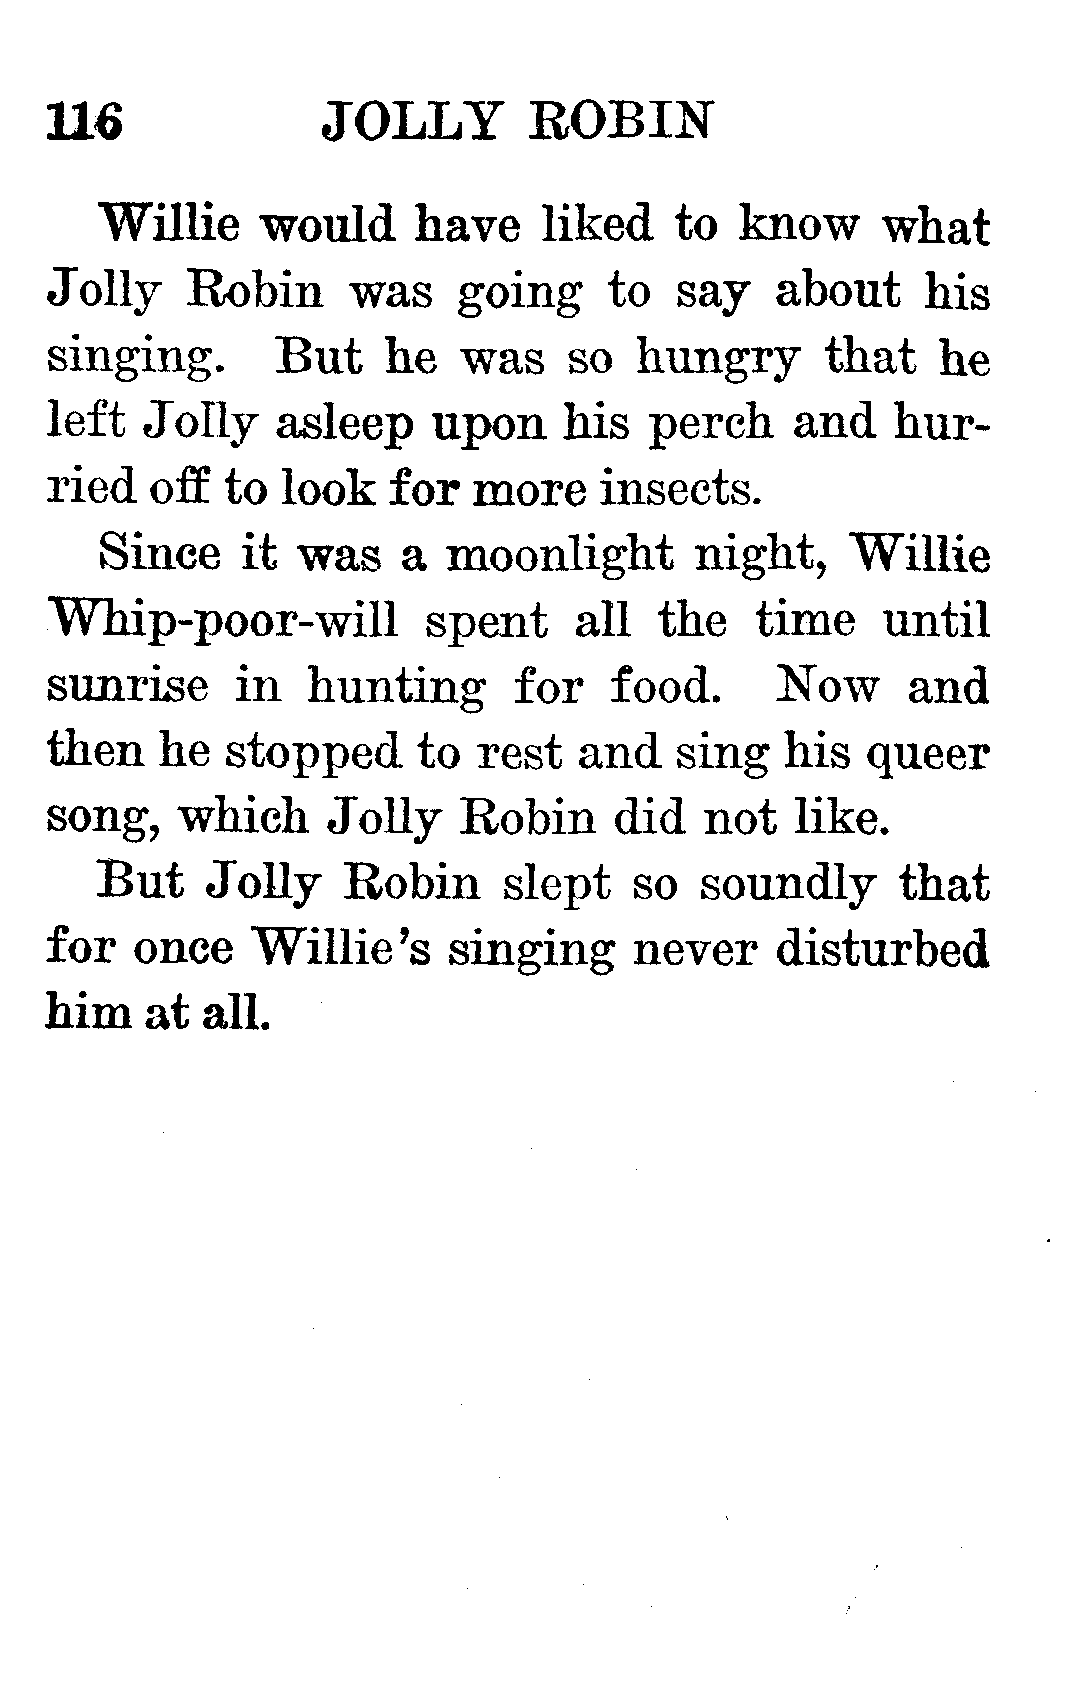 116 JOLLY ROBIN
Willie would have liked to know what
Jolly Robin was going to say about his
singing. But he was so hungry that he
left Jolly asleep upon his perch and hur-
ried off to look for more insects.
Since it was a moonlight night, Willie
Whip-poor-will spent all the time until
sunrise in hunting for food. Now and
then he stopped to rest and sing his queer
song, which Jolly Robin did not like.
But Jolly Robin slept so soundly that
for once Willie's singing never disturbed
him at all.